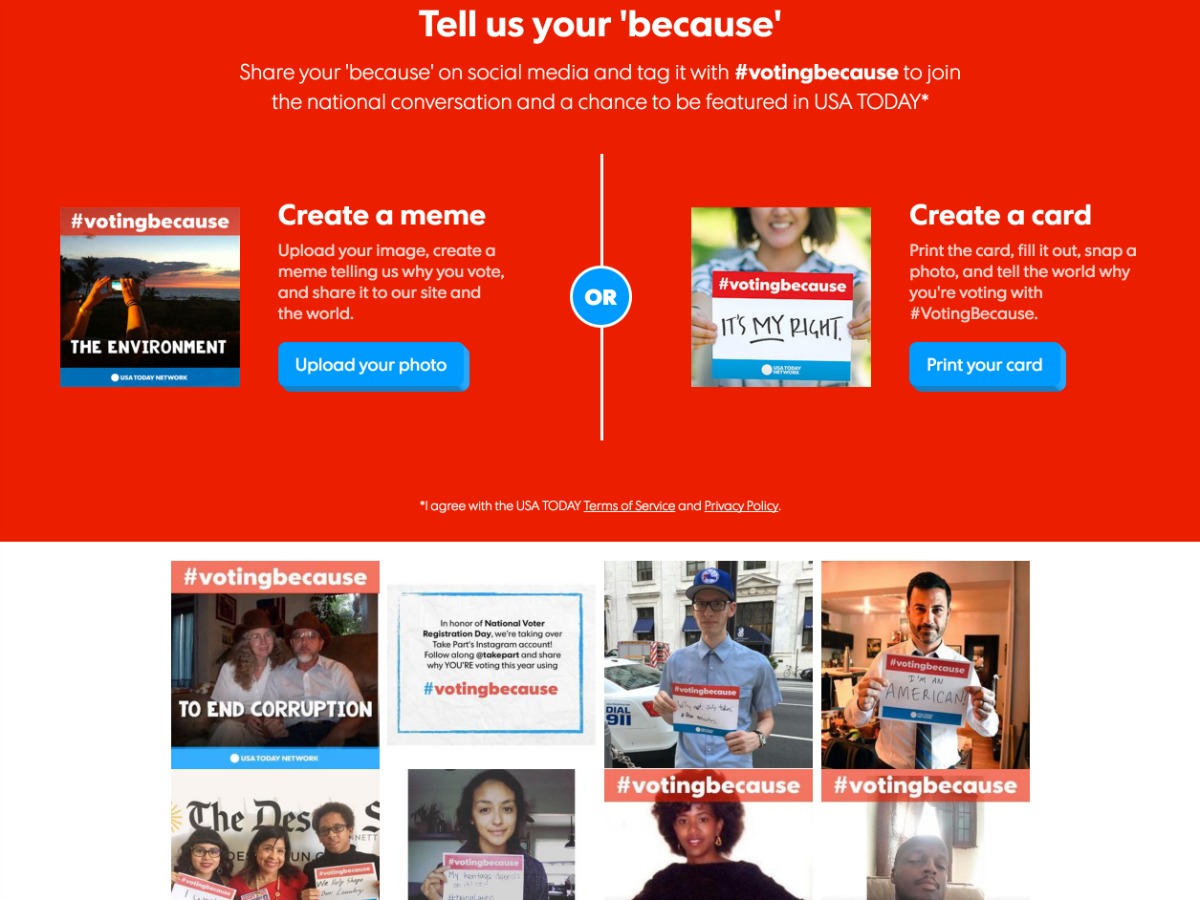 Tell us your 'because'
Share your 'because' on social media and tag it with #votingbecause to join
the national conversation and a chance to be featured in USA TODAY*
#votingbecause
THE ENVIRONMENT
USA TODAY NETWORK
Create a meme
Upload your image, create a
meme telling us why you vote,
and share it to our site and
the world.
Upload your photo
OR
#votingbecause
IT'S MY RIGHT.
USA TODAY
NETWORK
Create a card
Print the card, fill it out, snap a
photo, and tell the world why
you're voting with
#VotingBecause.
Print your card
*I agree with the USA TODAY Terms of Service and Privacy Policy.
#votingbecause
TO END CORRUPTION
USA TODAY NETWORK
In honor of National Voter
Registration Day, we're taking over
Take Part's Instagram account!
Follow along @takepart and share
why YOU'RE voting this year using
#votingbecause
DIAL
911
#votingbecause
Why not
#votingbecause
I'M AN
AMERICAN!
The Des S
#votingbecause
#votingbecause
We Help Shape
Our Country
#votingbecause
My heritage
#votingbecause
#votingbecause